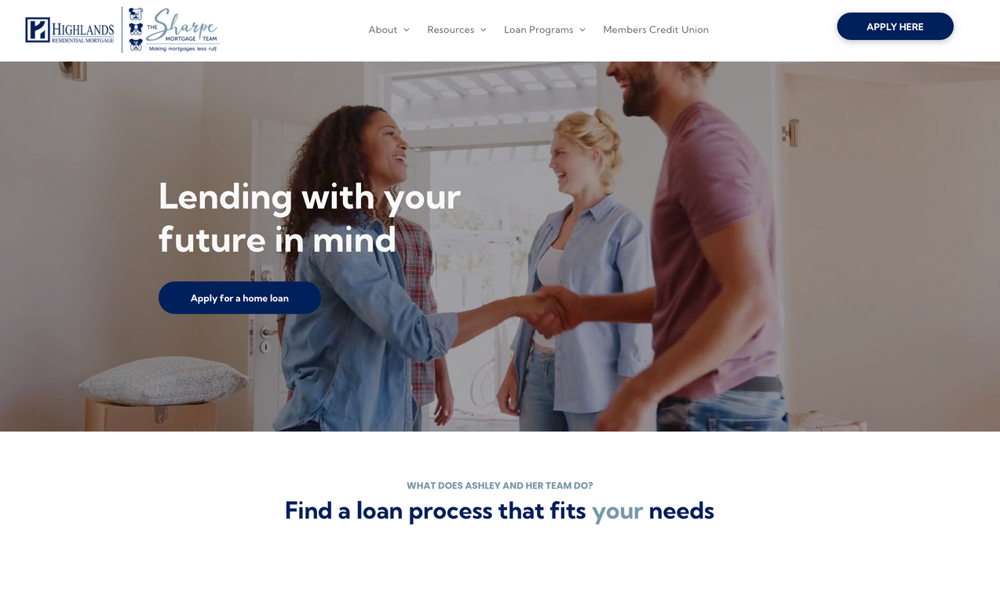 HIGHLANDS
RESIDENTIAL MORTGAGE
THE Sharpe
MORTGAGE TEAM
Making mortgages less ruff
About
Resources
Loan Programs
Members Credit Union
APPLY HERE
Lending with your
future in mind
Apply for a home loan
WHAT DOES ASHLEY AND HER TEAM DO?
Find a loan process that fits your needs